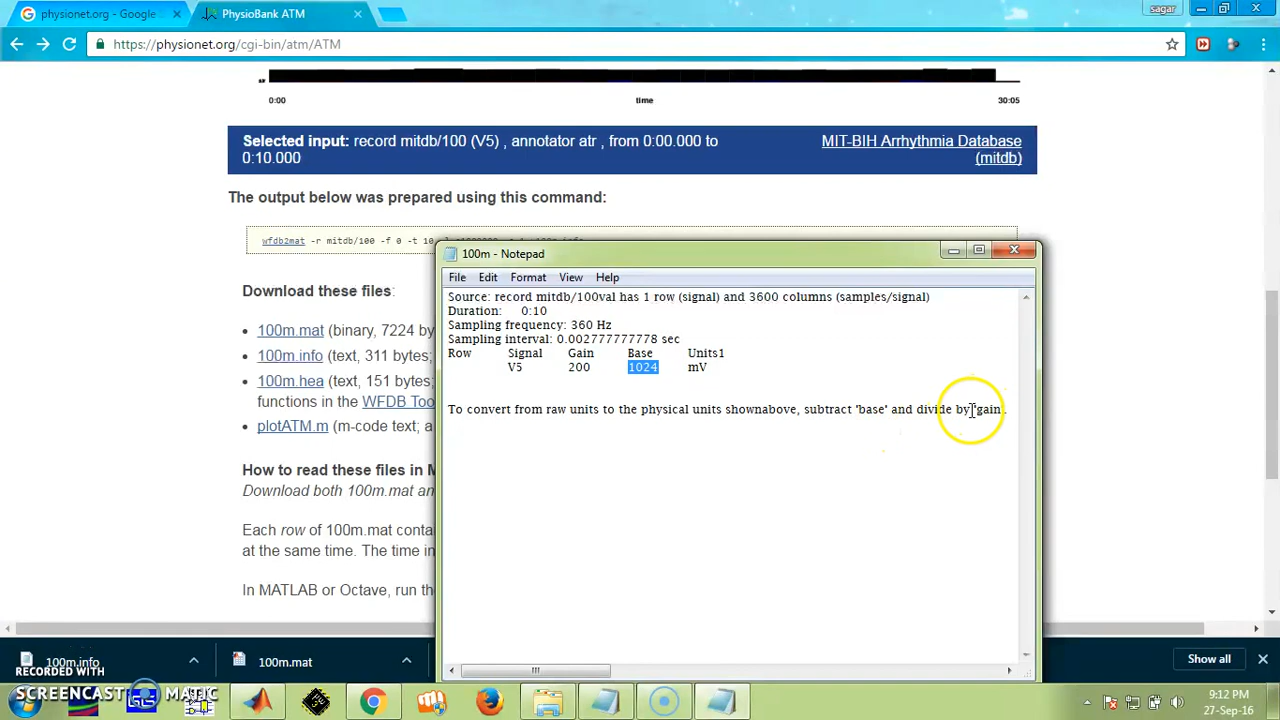 physionet.org - Google
PhysioBank ATM
sagar
https://physionet.org/cgi-bin/atm/ATM
0:00
time
30:05
Selected input: record mitdb/100 (V5) , annotator atr , from 0:00.000 to
0:10.000
MIT-BIH Arrhythmia Database
(mitdb)
The output below was prepared using this command:
wfdb2mat -r mitdb/100 -f 0 -t 10
100m - Notepad
File Edit Format View Help
Download these files:
100m.mat (binary, 7224 by
100m.info (text, 311 bytes;
100m.hea (text, 151 bytes;
functions in the WFDB Too
plotATM.m (m-code text; a
How to read these files in M
Download both 100m.mat an
Each row of 100m.mat conta
at the same time. The time in
In MATLAB or Octave, run the
Source: record mitdb/100val has 1 row (signal) and 3600 columns (samples/signal)
Duration: 0:10
Sampling frequency: 360 Hz
Sampling interval: 0.002777777778 sec
Row Signal Gain Base Units1
V5 200 1024 mV
To convert from raw units to the physical units shownabove, subtract 'base' and divide by 'gain'.
100m.info
100m.mat
Show all
RECORDED WITH
SCREENCAST MATIC
9:12 PM
27-Sep-16